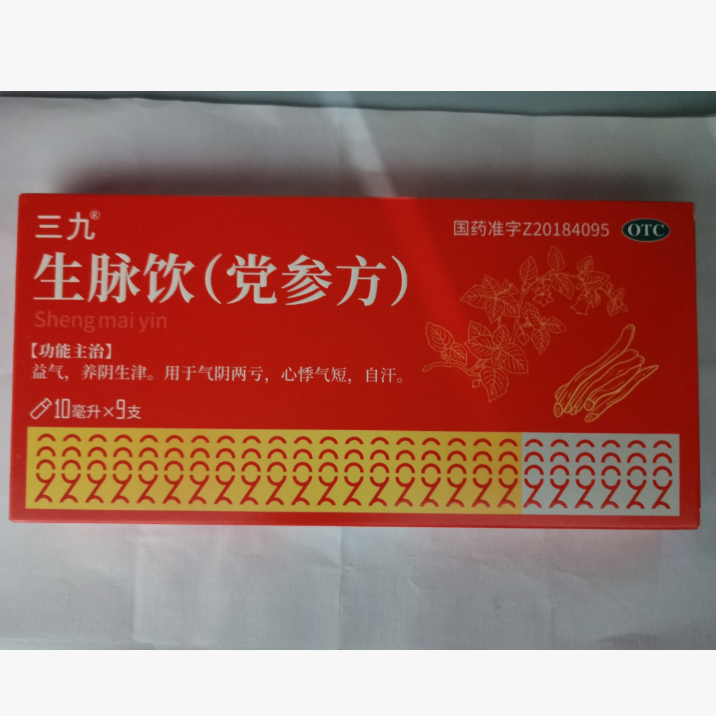 三九®
国药准字Z20184095 OTC
生脉饮(党参方)
Shengmai yin
【功能主治】
益气，养阴生津。用于气阴两亏，心悸气短，自汗。
10毫升×9支